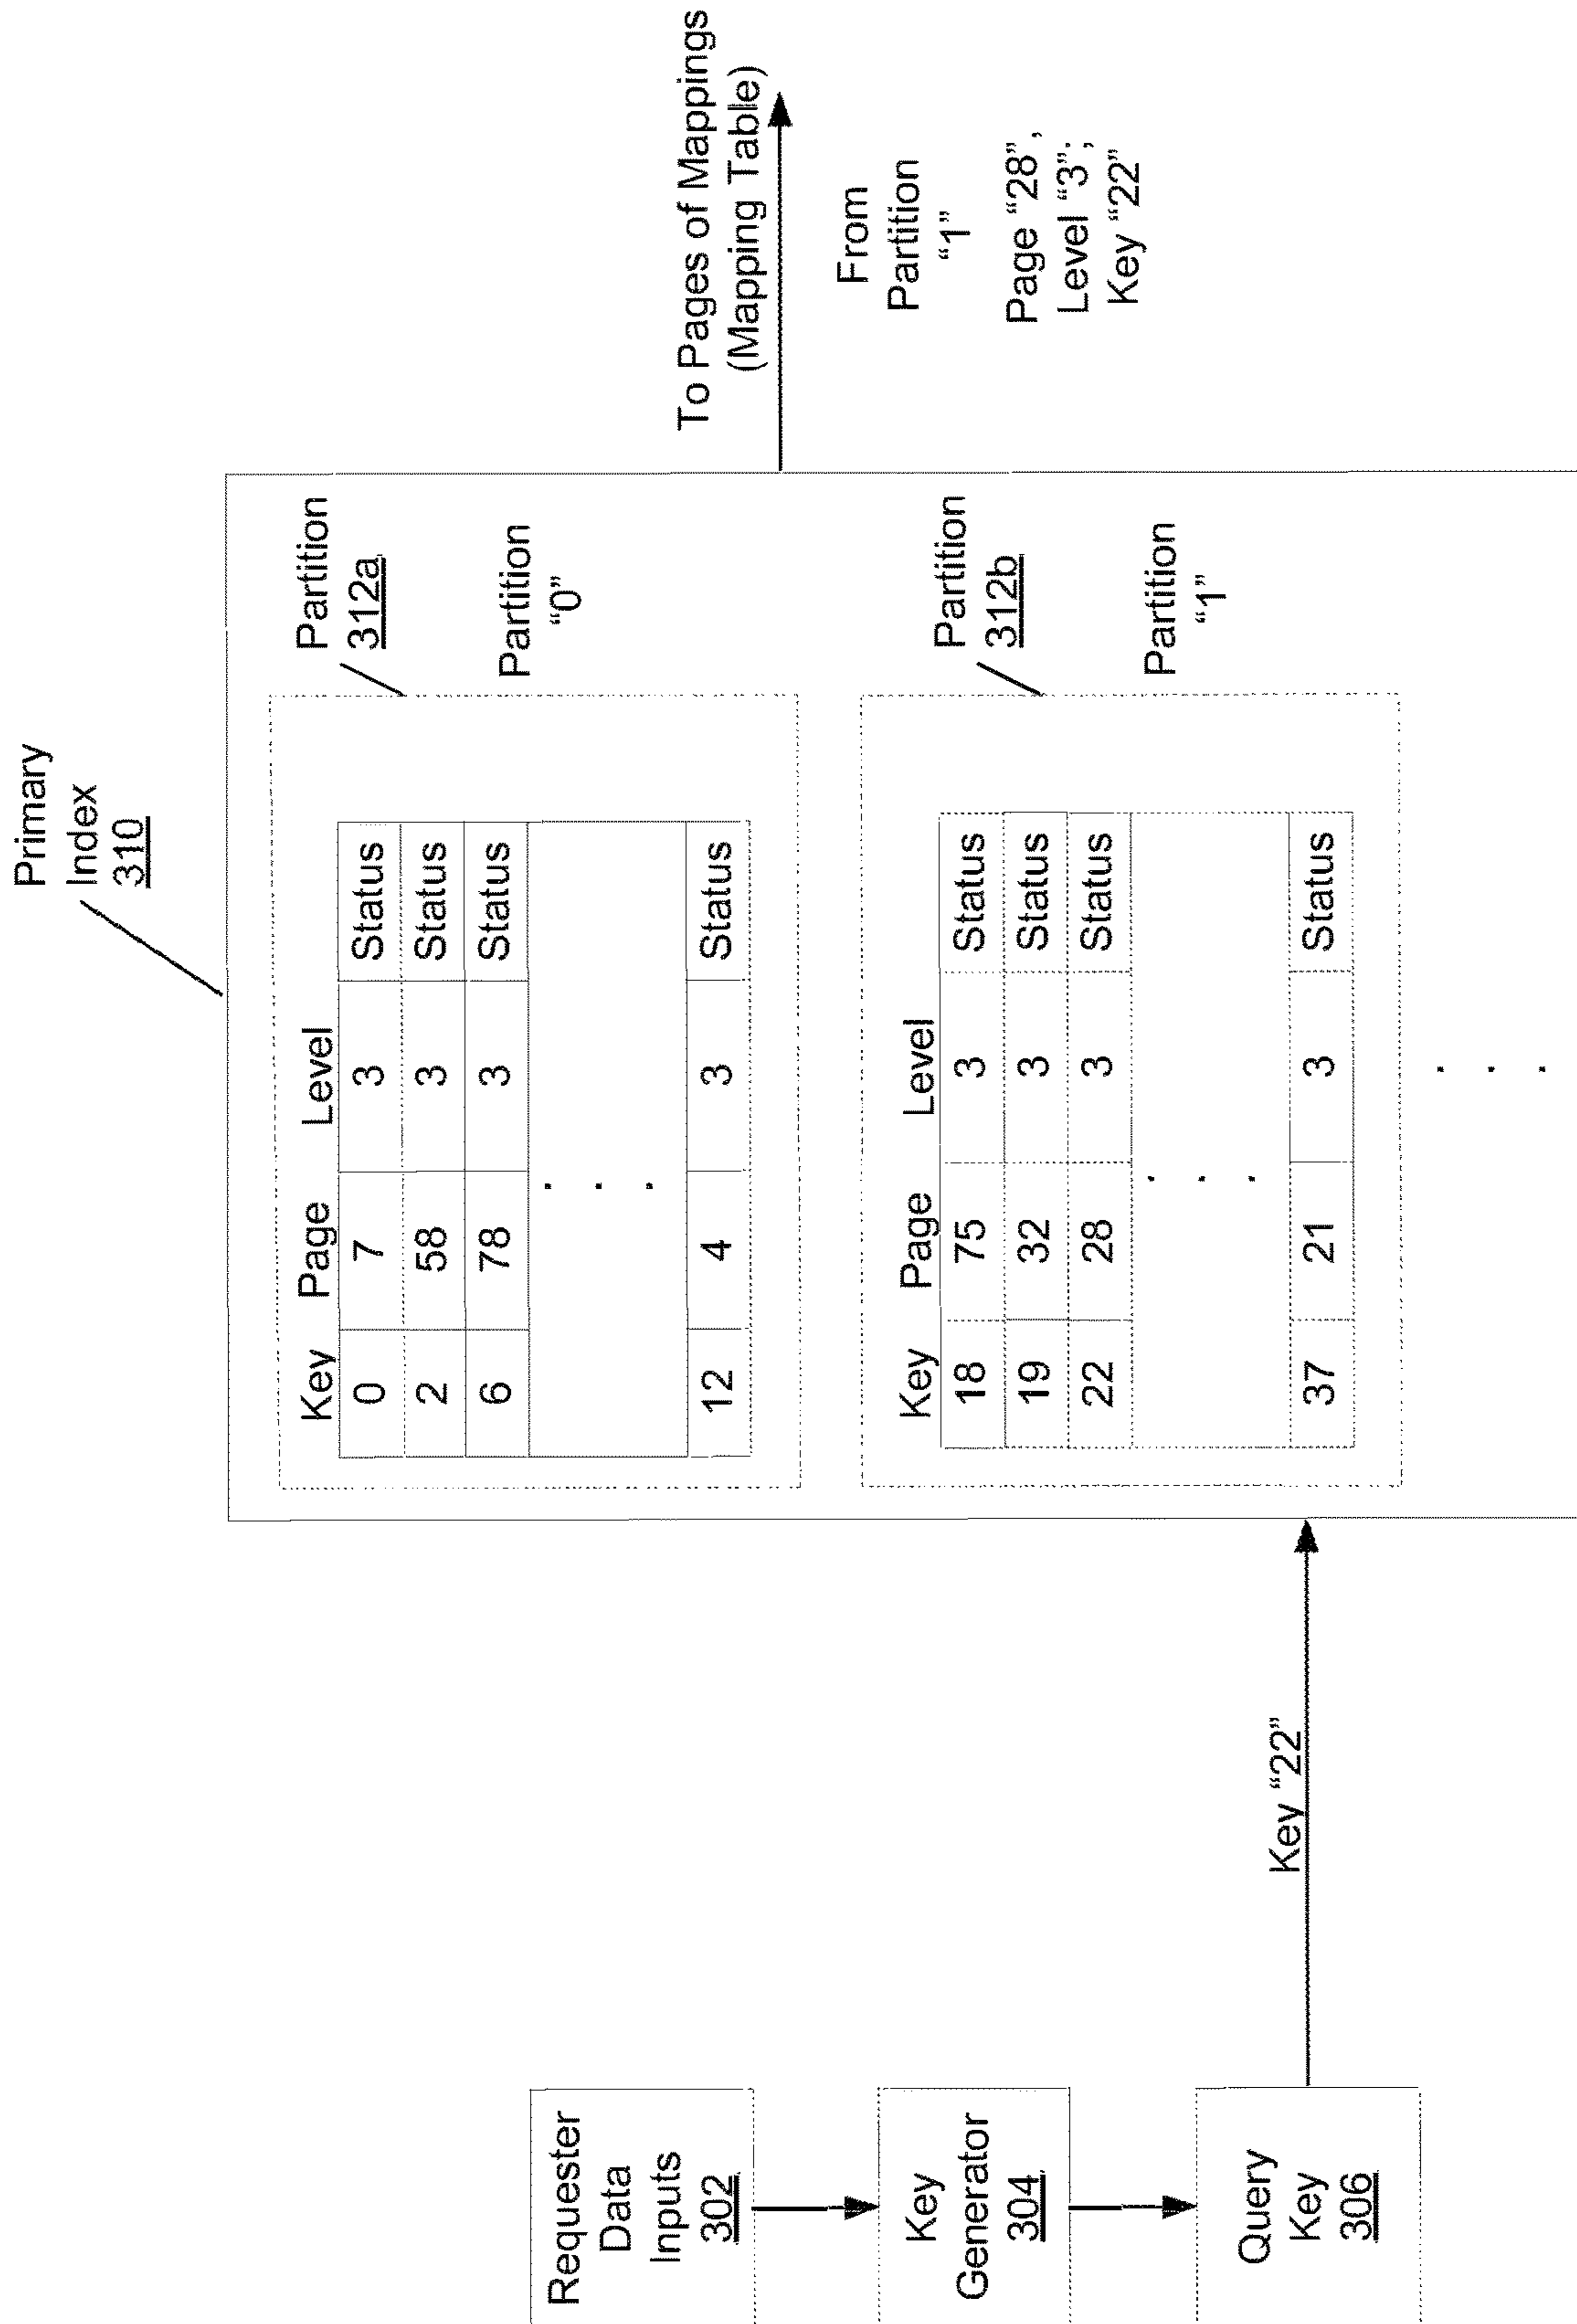 Requester
Data
Inputs
302
Key
Generator
304
Query
Key
306
Key “22”
Primary
Index
310
Key Page Level
0 7 3 Status
2 58 3 Status
6 78 3 Status
. . .
12 4 3 Status
Partition
312a
Partition
“0”
Key Page Level
18 75 3 Status
19 32 3 Status
22 28 3 Status
. . .
37 21 3 Status
Partition
312b
Partition
“1”
. . .
To Pages of Mappings
(Mapping Table)
From
Partition
“1”
Page “28”,
Level “3”;
Key “22”